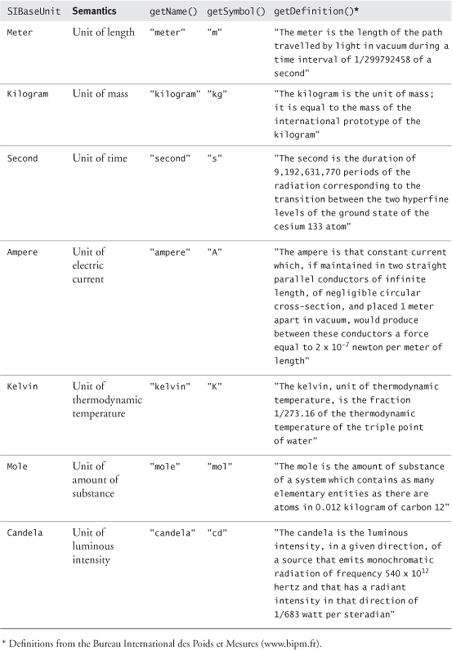 SIBaseUnit Semantics getName() getSymbol() getDefinition()*
Meter Unit of length "meter" "m" "The meter is the length of the path
travelled by light in vacuum during a
time interval of 1/299792458 of a
second"
Kilogram Unit of mass "kilogram" "kg" "The kilogram is the unit of mass;
it is equal to the mass of the
international prototype of the
kilogram"
Second Unit of time "second" "s" "The second is the duration of
9,192,631,770 periods of the
radiation corresponding to the
transition between the two hyperfine
levels of the ground state of the
cesium 133 atom"
Ampere Unit of "ampere" "A" "The ampere is that constant current
electric which, if maintained in two straight
current parallel conductors of infinite
length, of negligible circular
cross-section, and placed 1 meter
apart in vacuum, would produce
between these conductors a force
equal to 2 x 10⁻⁷ newton per meter of
length"
Kelvin Unit of "kelvin" "K" "The kelvin, unit of thermodynamic
thermodynamic temperature, is the fraction
temperature 1/273.16 of the thermodynamic
temperature of the triple point
of water"
Mole Unit of "mole" "mol" "The mole is the amount of substance
amount of of a system which contains as many
substance elementary entities as there are
atoms in 0.012 kilogram of carbon 12"
Candela Unit of "candela" "cd" "The candela is the luminous
luminous intensity, in a given direction, of
intensity a source that emits monochromatic
radiation of frequency 540 x 10¹²
hertz and that has a radiant
intensity in that direction of
1/683 watt per steradian"
* Definitions from the Bureau International des Poids et Mesures (www.bipm.fr).